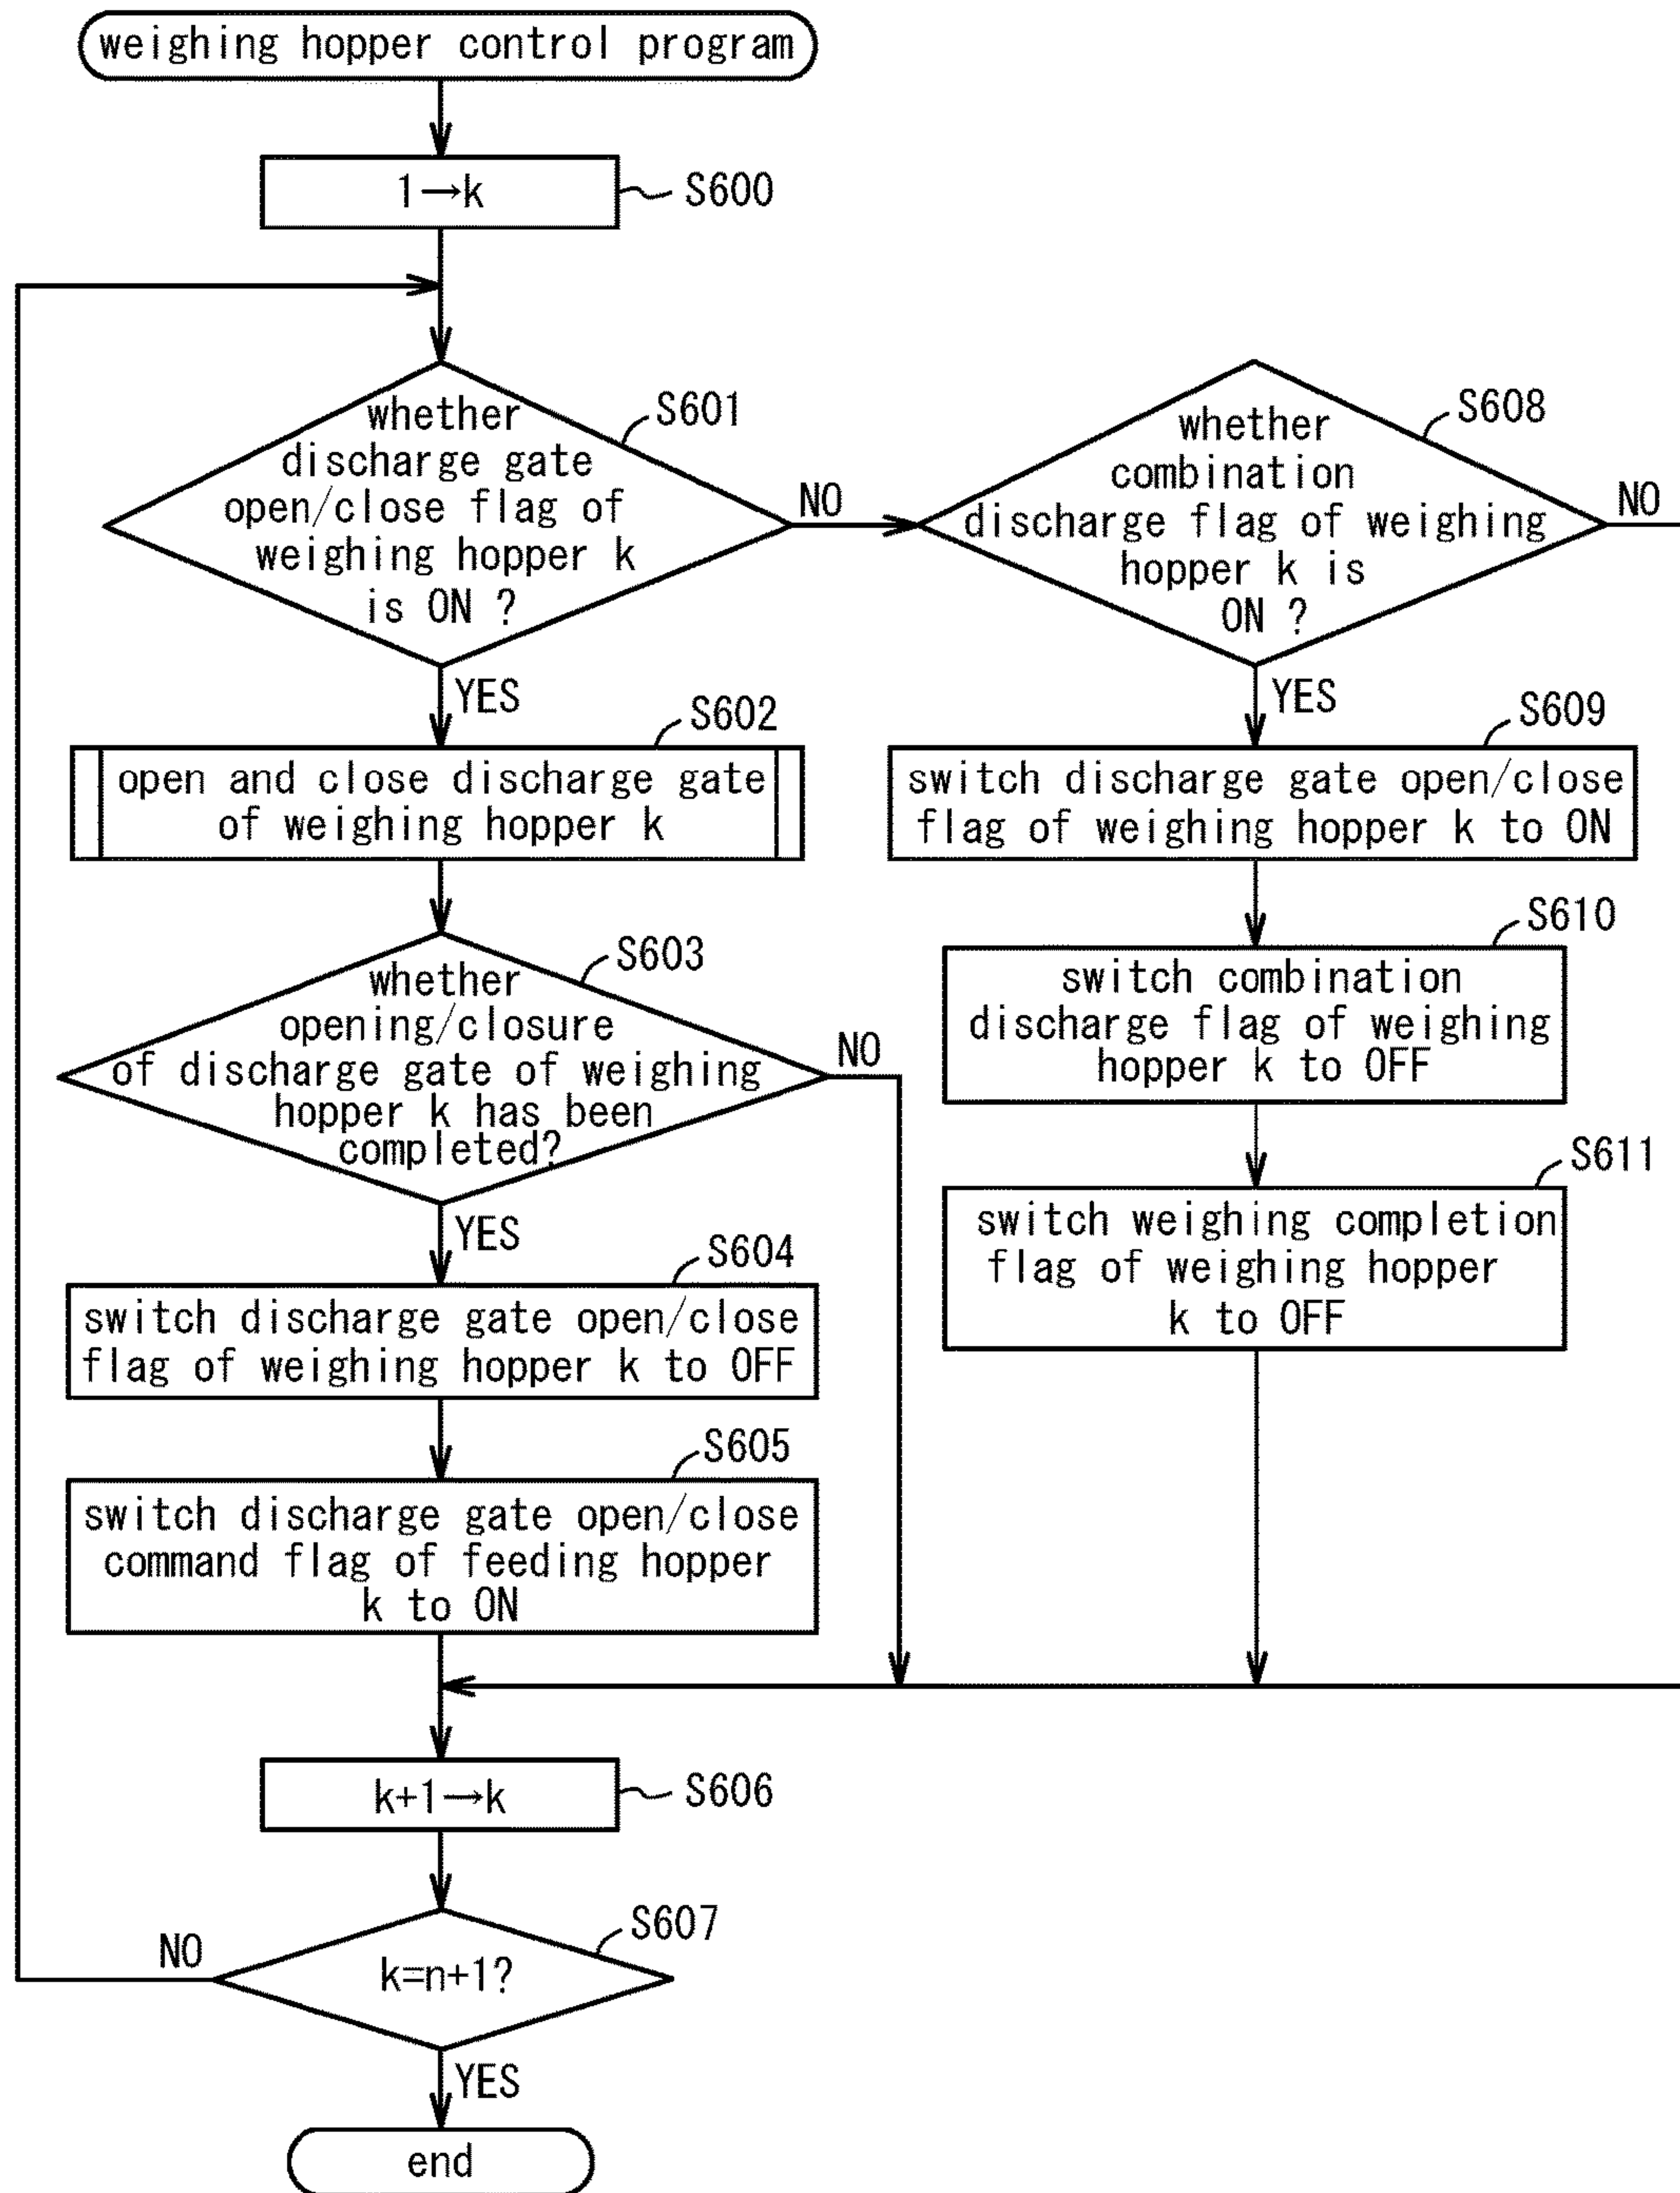 weighing hopper control program
1→k
S600
whether
discharge gate
open/close flag of
weighing hopper k
is ON ?
S601
NO
YES
whether
combination
discharge flag of weighing
hopper k is
ON ?
S608
NO
YES
S602
open and close discharge gate
of weighing hopper k
S609
switch discharge gate open/close
flag of weighing hopper k to ON
S603
whether
opening/closure
of discharge gate of weighing
hopper k has been
completed?
NO
YES
S610
switch combination
discharge flag of weighing
hopper k to OFF
S611
switch weighing completion
flag of weighing hopper
k to OFF
S604
switch discharge gate open/close
flag of weighing hopper k to OFF
S605
switch discharge gate open/close
command flag of feeding hopper
k to ON
k+1→k
S606
S607
k=n+1?
NO
YES
end